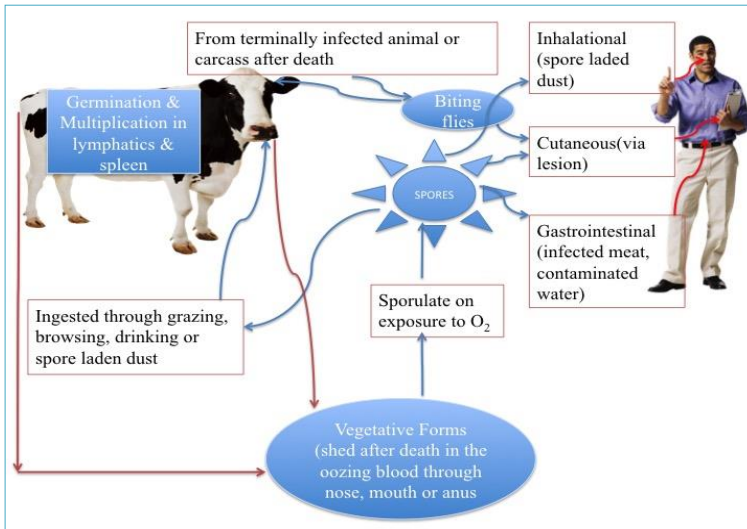 From terminally infected animal or
carcass after death
Germination &
Multiplication in
lymphatics &
spleen
Biting
flies
Inhalational
(spore laded
dust)
Cutaneous(via
lesion)
SPORES
Gastrointestinal
(infected meat,
contaminated
water)
Ingested through grazing,
browsing, drinking or
spore laden dust
Sporulate on
exposure to O₂
Vegetative Forms
(shed after death in the
oozing blood through
nose, mouth or anus